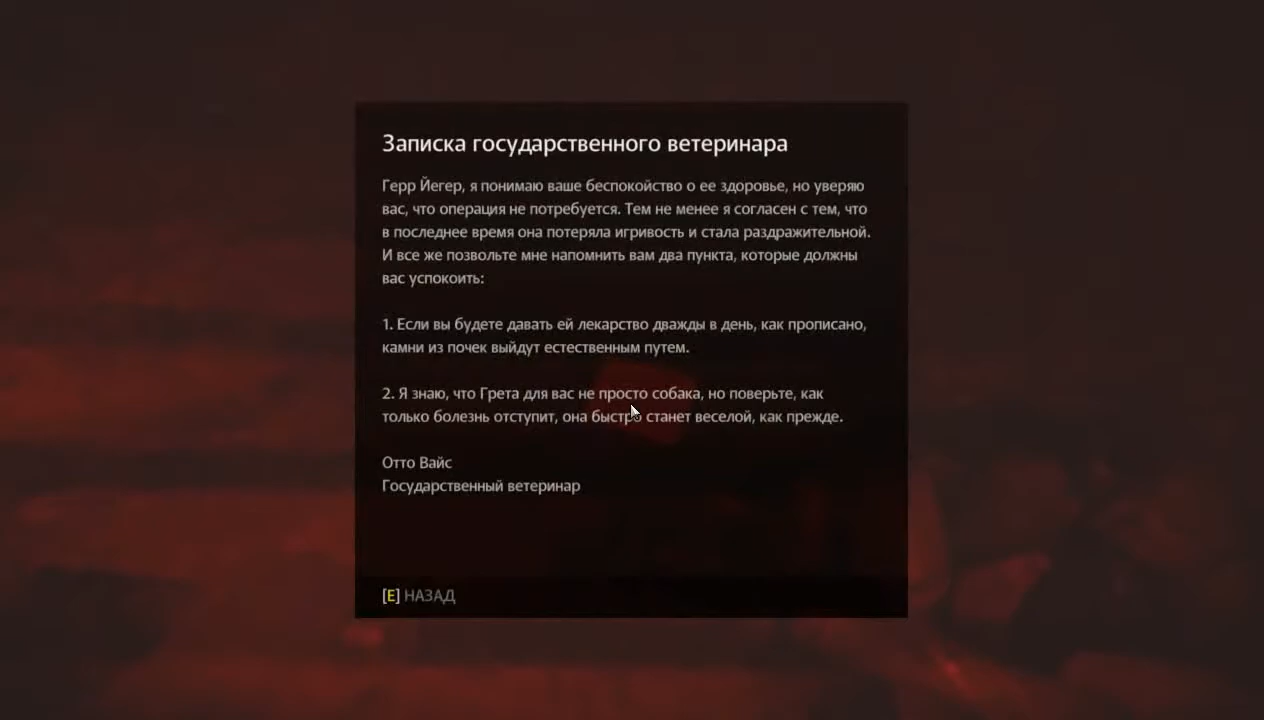 Записка государственного ветеринара
Герр Йегер, я понимаю ваше беспокойство о ее здоровье, но уверяю
вас, что операция не потребуется. Тем не менее я согласен с тем, что
в последнее время она потеряла игривость и стала раздражительной.
И все же позвольте мне напомнить вам два пункта, которые должны
вас успокоить:
1. Если вы будете давать ей лекарство дважды в день, как прописано,
камни из почек выйдут естественным путем.
2. Я знаю, что Грета для вас не просто собака, но поверьте, как
только болезнь отступит, она быстро станет веселой, как прежде.
Отто Вайс
Государственный ветеринар
[E] НАЗАД